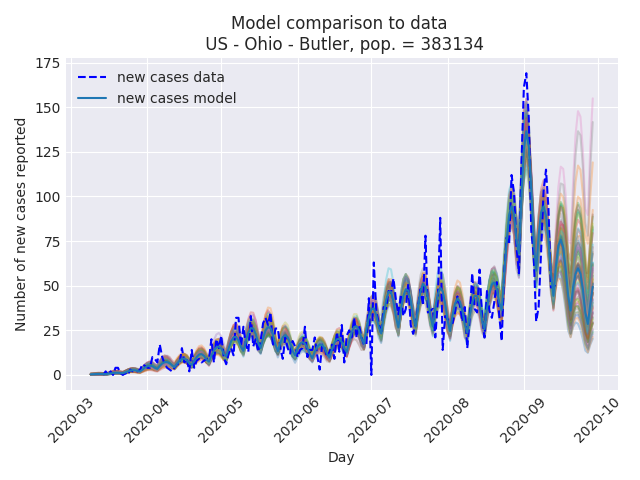 Model comparison to data
US - Ohio - Butler, pop. = 383134
new cases data
new cases model
Number of new cases reported
175
150
125
100
75
50
25
0
2020-03
2020-04
2020-05
2020-06
2020-07
2020-08
2020-09
2020-10
Day